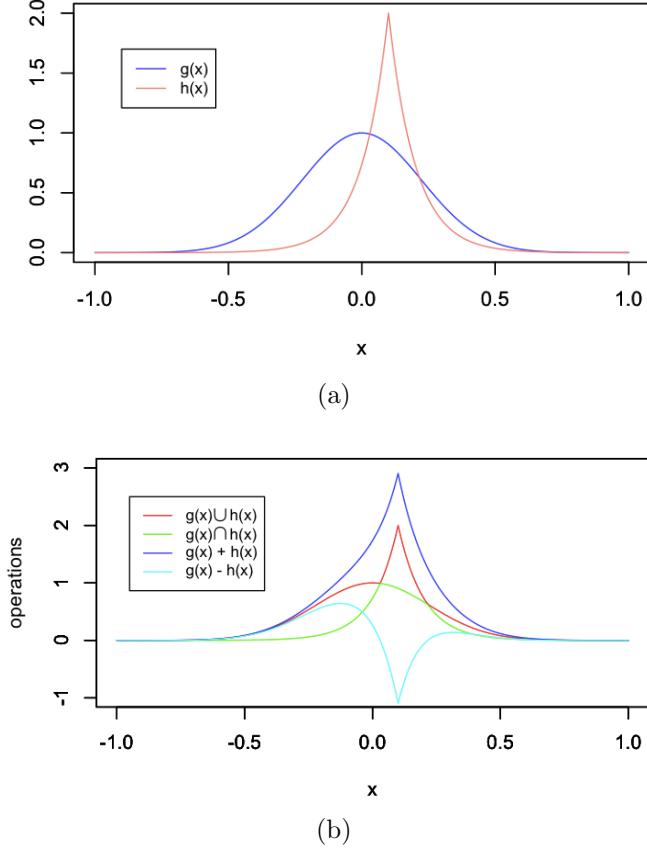 2.0
1.5
1.0
0.5
0.0
g(x)
h(x)
-1.0 -0.5 0.0 0.5 1.0
x
(a)
operations
3
2
1
0
-1
g(x)∪h(x)
g(x)∩h(x)
g(x) + h(x)
g(x) - h(x)
-1.0 -0.5 0.0 0.5 1.0
x
(b)